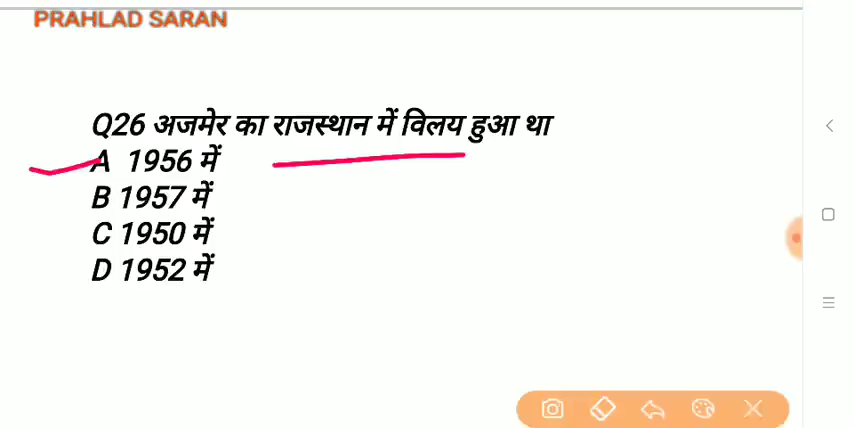 PRAHLAD SARAN
Q26 अजमेर का राजस्थान में विलय हुआ था
A 1956 में
B 1957 में
C 1950 में
D 1952 में